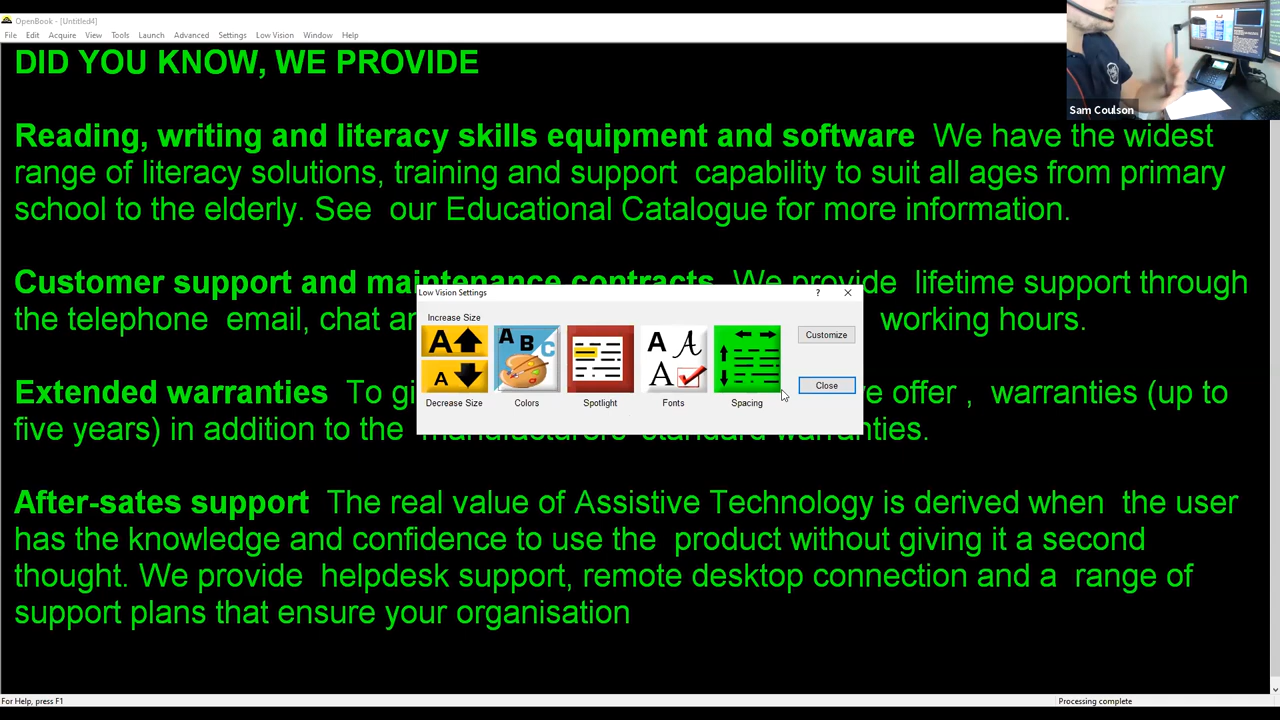 OpenBook - [Untitled4]
File Edit Acquire View Tools Launch Advanced Settings Low Vision Window Help
Sam Coulson
DID YOU KNOW, WE PROVIDE
Reading, writing and literacy skills equipment and software We have the widest
range of literacy solutions, training and support capability to suit all ages from primary
school to the elderly. See our Educational Catalogue for more information.
Customer support and maintenance contracts We provide lifetime support through
the telephone email, chat working hours.
Extended warranties To offer , warranties (up to
five years) in addition to the manufacturers standard warranties.
After-sates support The real value of Assistive Technology is derived when the user
has the knowledge and confidence to use the product without giving it a second
thought. We provide helpdesk support, remote desktop connection and a range of
support plans that ensure your organisation
Low Vision Settings
?
Increase Size
Decrease Size Colors Spotlight Fonts Spacing
Customize
Close
For Help, press F1 Processing complete